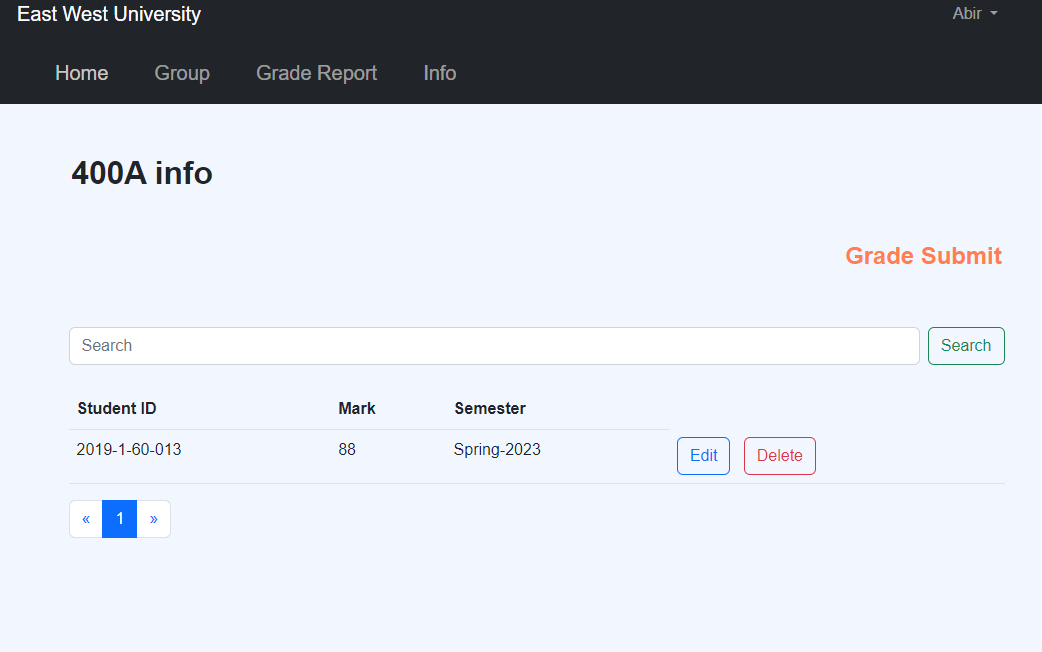 East West University Abir
Home Group Grade Report Info
400A info
Grade Submit
Search Search
Student ID Mark Semester
2019-1-60-013 88 Spring-2023 Edit Delete
« 1 »